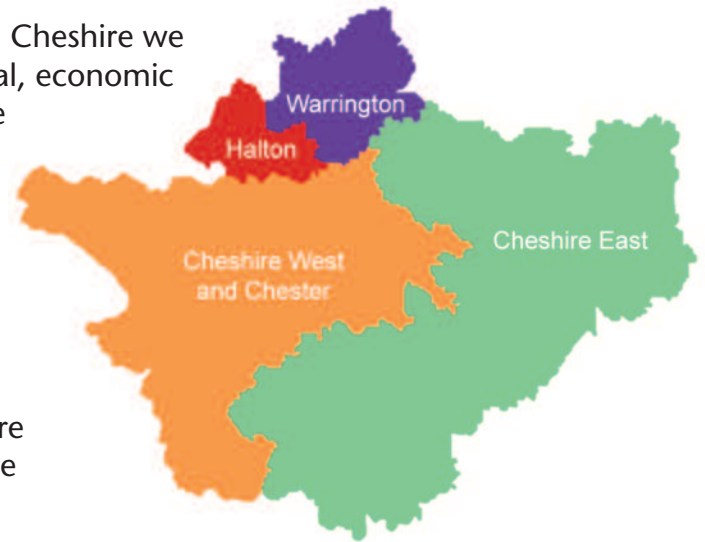 Cheshire we
al, economic
e
Warrington
Halton
Cheshire East
Cheshire West
and Chester
re
e